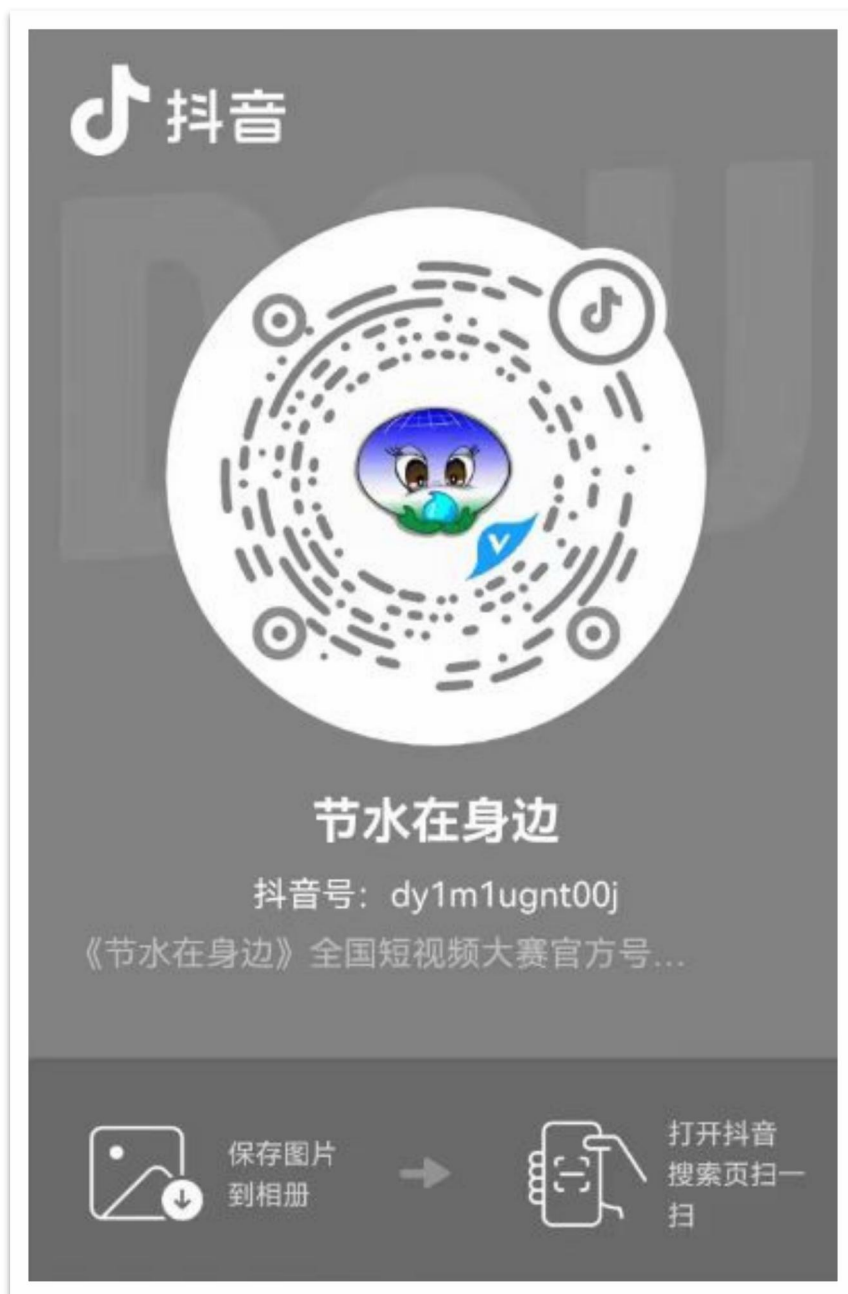 抖音
DOU
节水在身边
抖音号：dy1m1ugnt00j
《节水在身边》全国短视频大赛官方号...
保存图片
到相册
打开抖音
搜索页扫一
扫